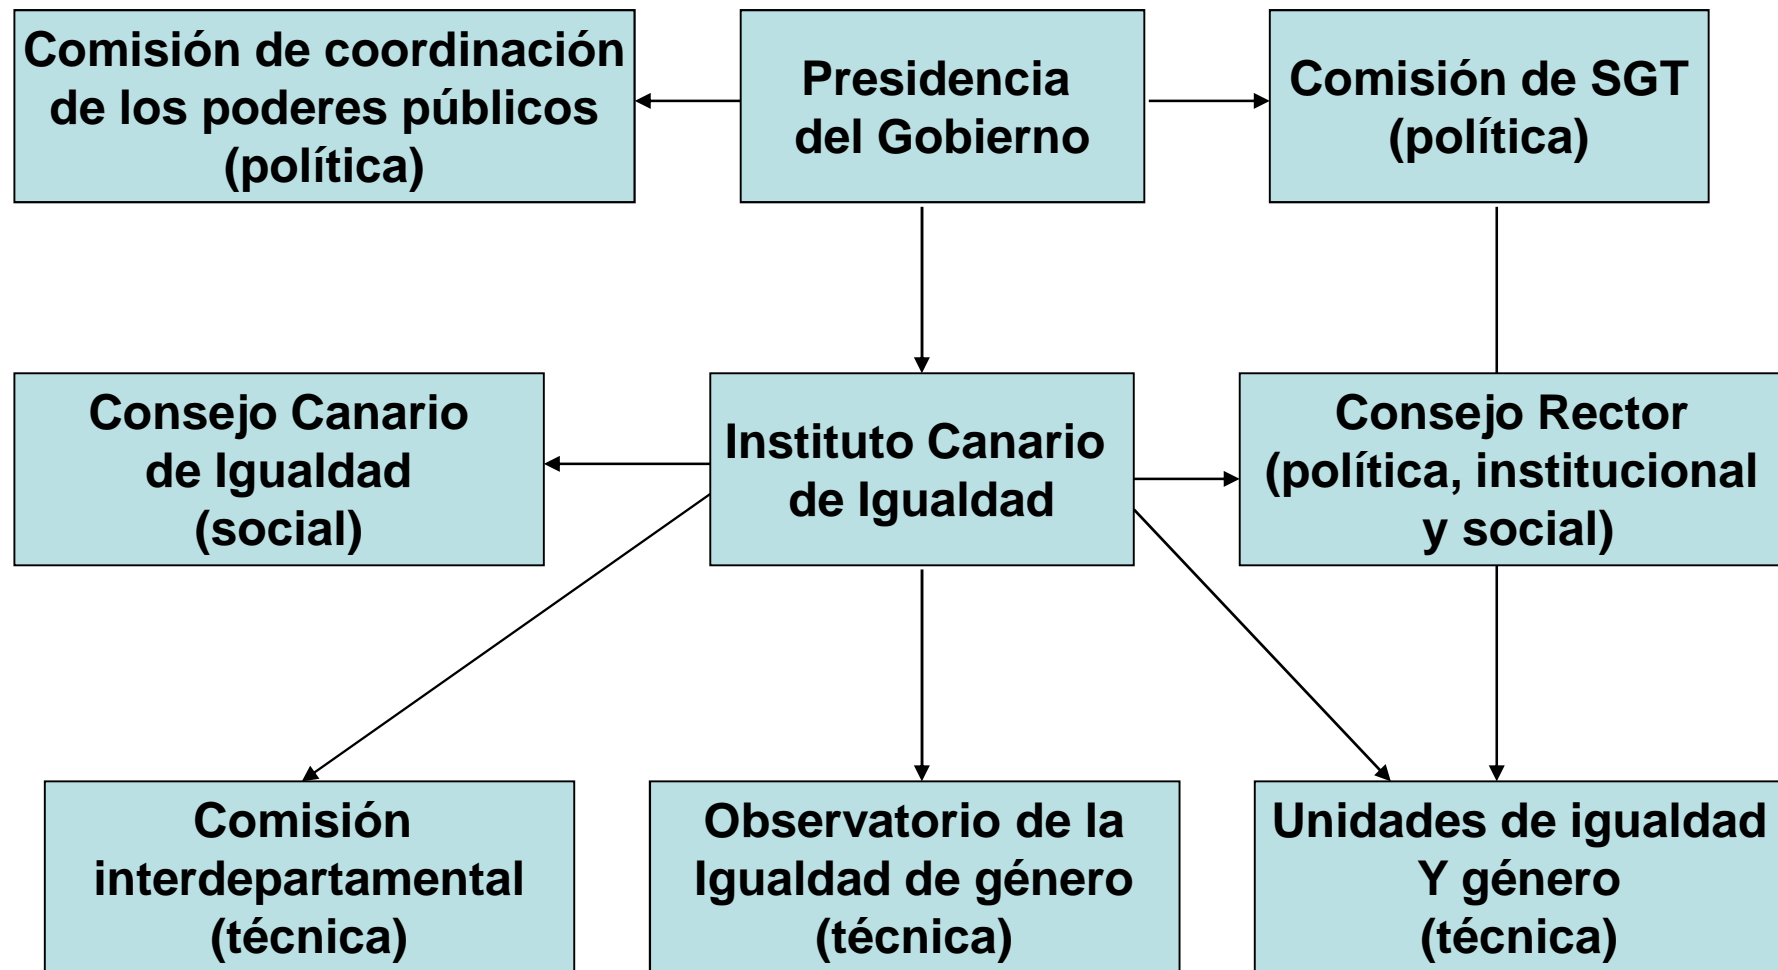 Comisión de coordinación
de los poderes públicos
(política)
Presidencia
del Gobierno
Comisión de SGT
(política)
Consejo Canario
de Igualdad
(social)
Instituto Canario
de Igualdad
Consejo Rector
(política, institucional
y social)
Comisión
interdepartamental
(técnica)
Observatorio de la
Igualdad de género
(técnica)
Unidades de igualdad
Y género
(técnica)